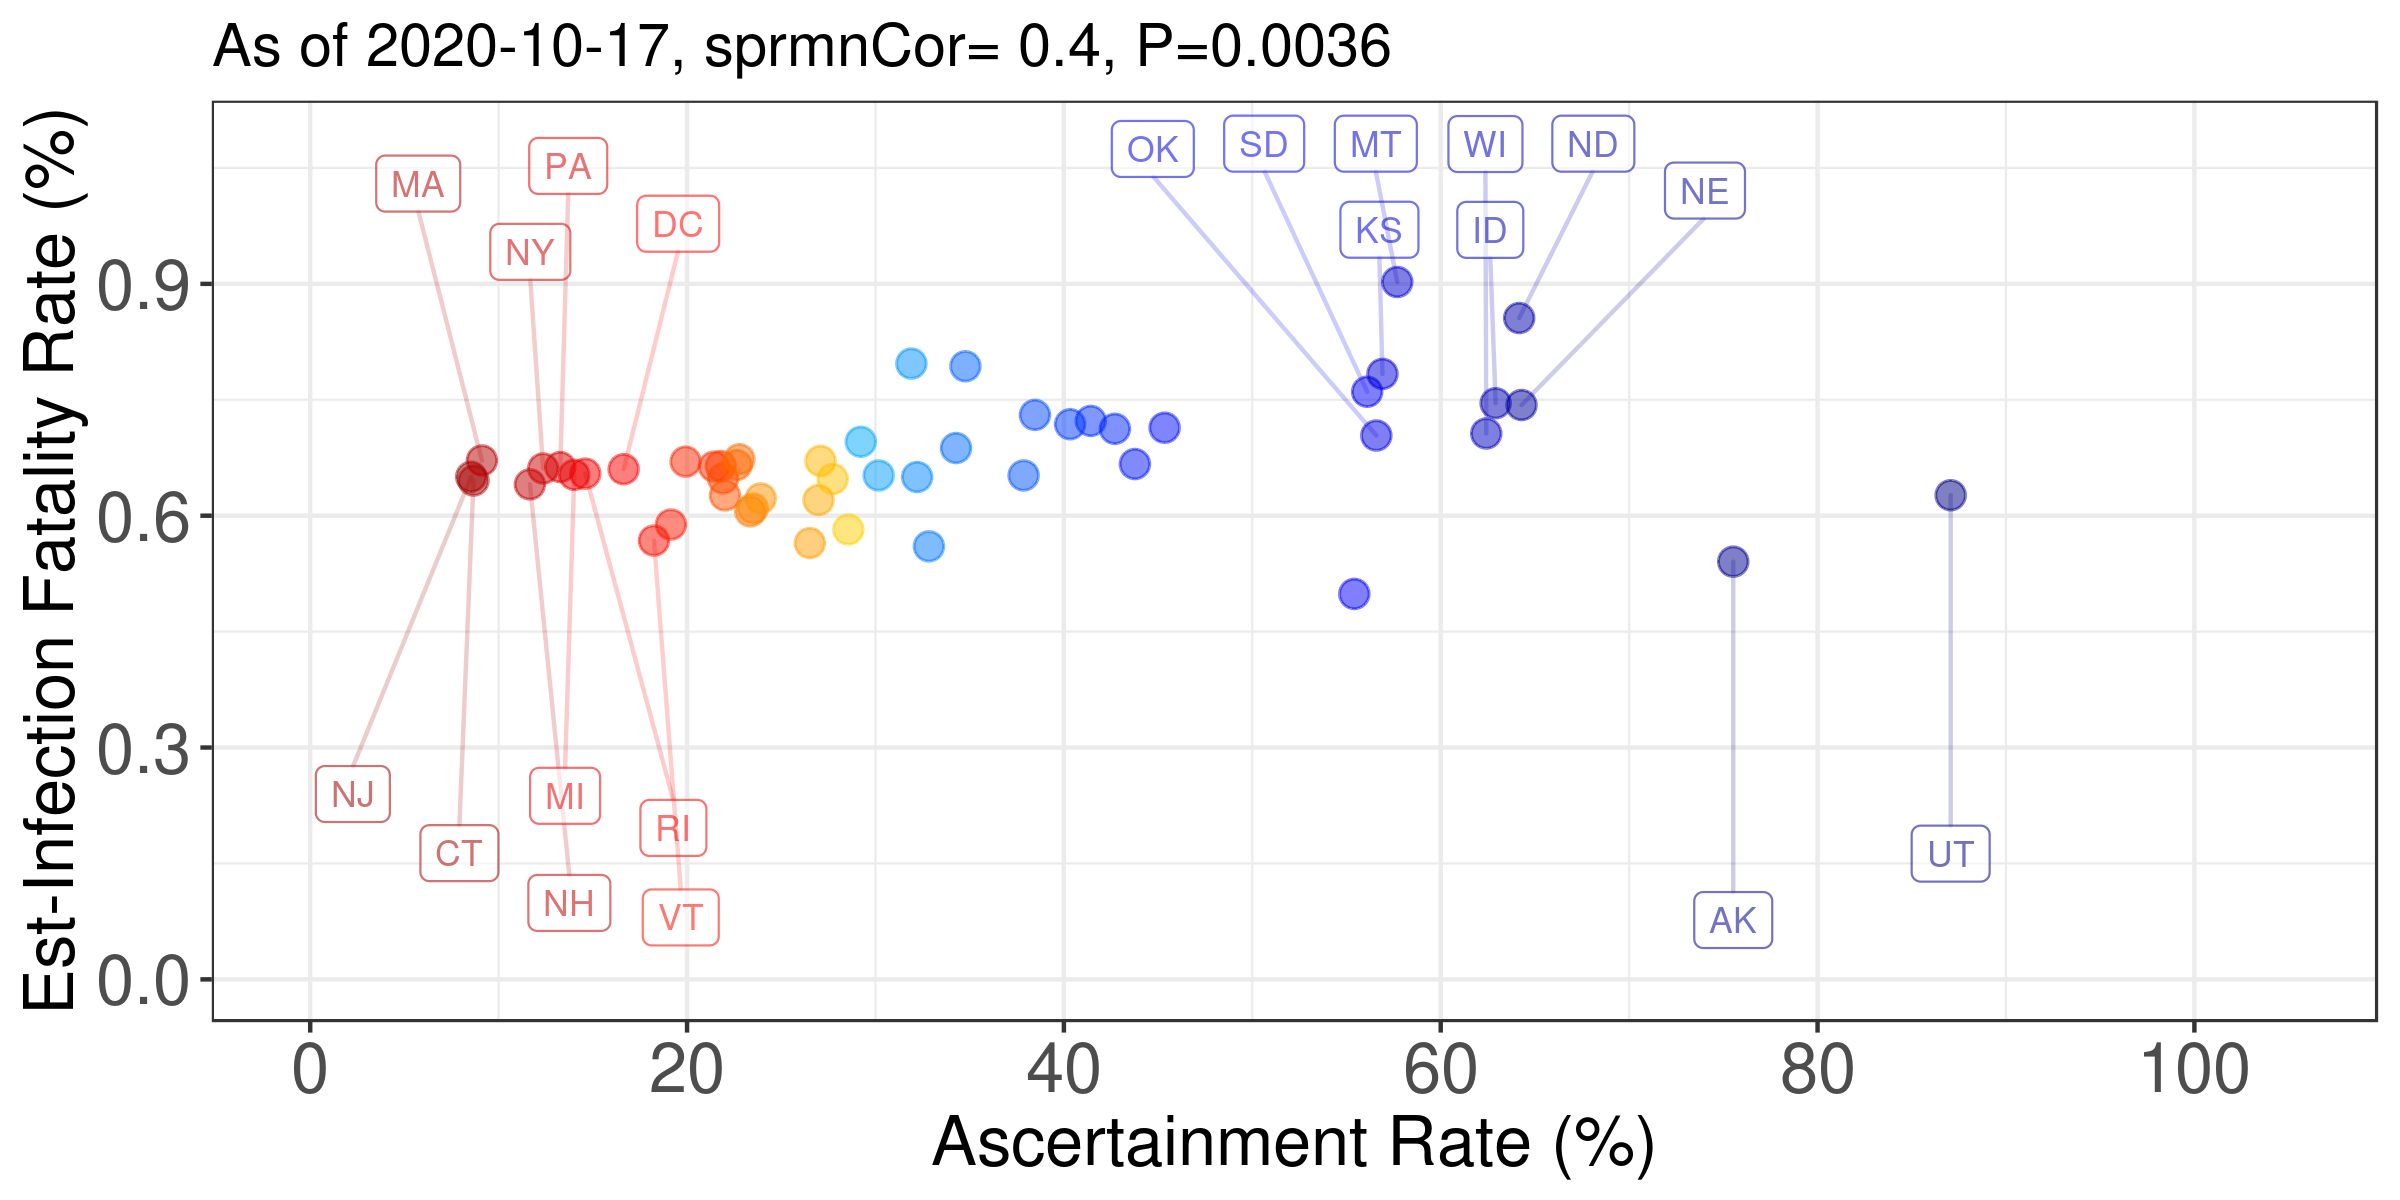 As of 2020-10-17, sprmnCor= 0.4, P=0.0036
Est-Infection Fatality Rate (%)
0.9
0.6
0.3
0.0
MA
PA
NY
DC
OK
SD
MT
WI
ND
NE
KS
ID
NJ
CT
MI
RI
NH
VT
AK
UT
0 20 40 60 80 100
Ascertainment Rate (%)